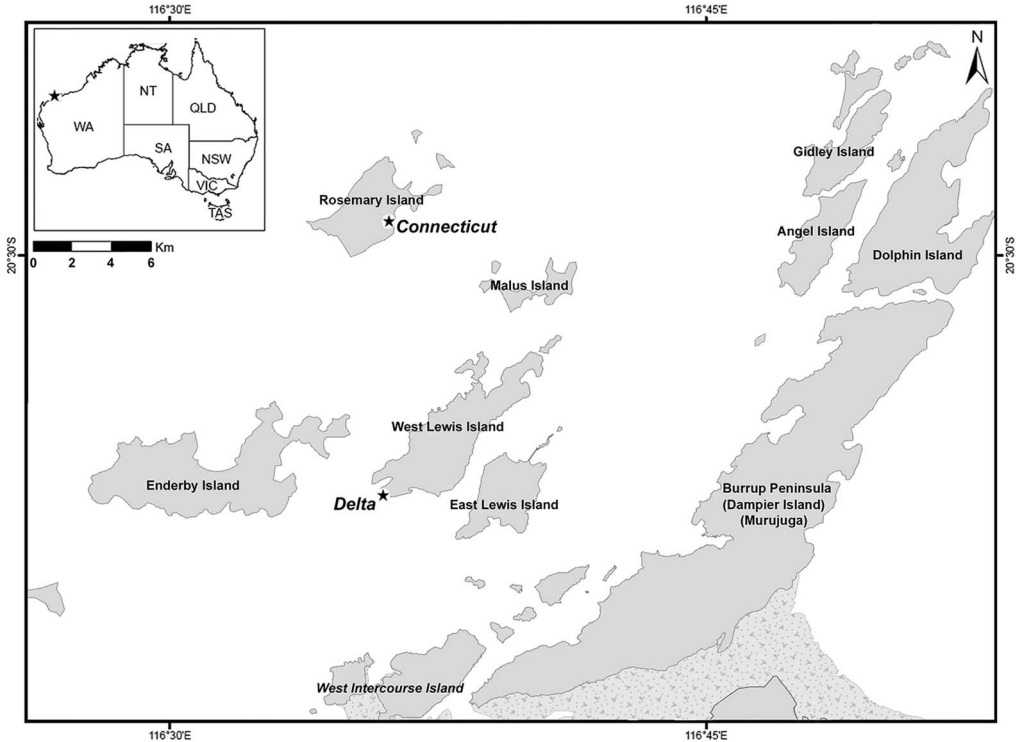 116°30'E
116°45'E
N
NT
QLD
WA
SA
NSW
VIC
TAS
Km
0 2 4 6
20°30'S
20°30'S
Gidley Island
Rosemary Island
Connecticut
Angel Island
Dolphin Island
Malus Island
West Lewis Island
Enderby Island
Delta
East Lewis Island
Burrup Peninsula
(Dampier Island)
(Murujuga)
West Intercourse Island
116°30'E
116°45'E